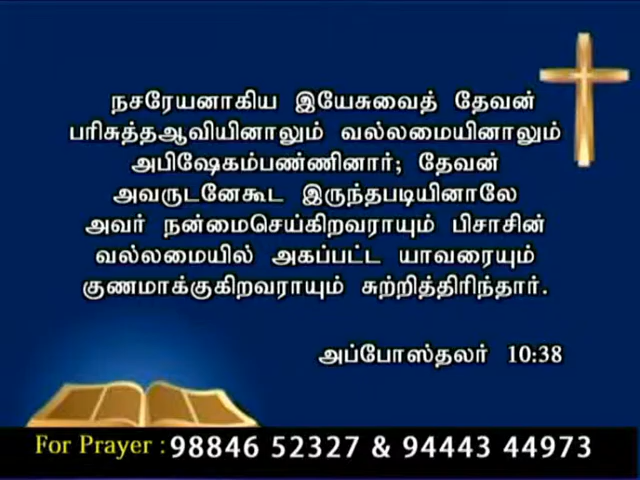 நசரேயனாகிய இயேசுவைத் தேவன்
பரிசுத்தஆவியினாலும் வல்லமையினாலும்
அபிஷேகம்பண்ணினார்; தேவன்
அவருடனேகூட இருந்தபடியினாலே
அவர் நன்மைசெய்கிறவராயும் பிசாசின்
வல்லமையில் அகப்பட்ட யாவரையும்
குணமாக்குகிறவராயும் சுற்றித்திரிந்தார்.
அப்போஸ்தலர் 10:38
For Prayer : 98846 52327 & 94443 44973